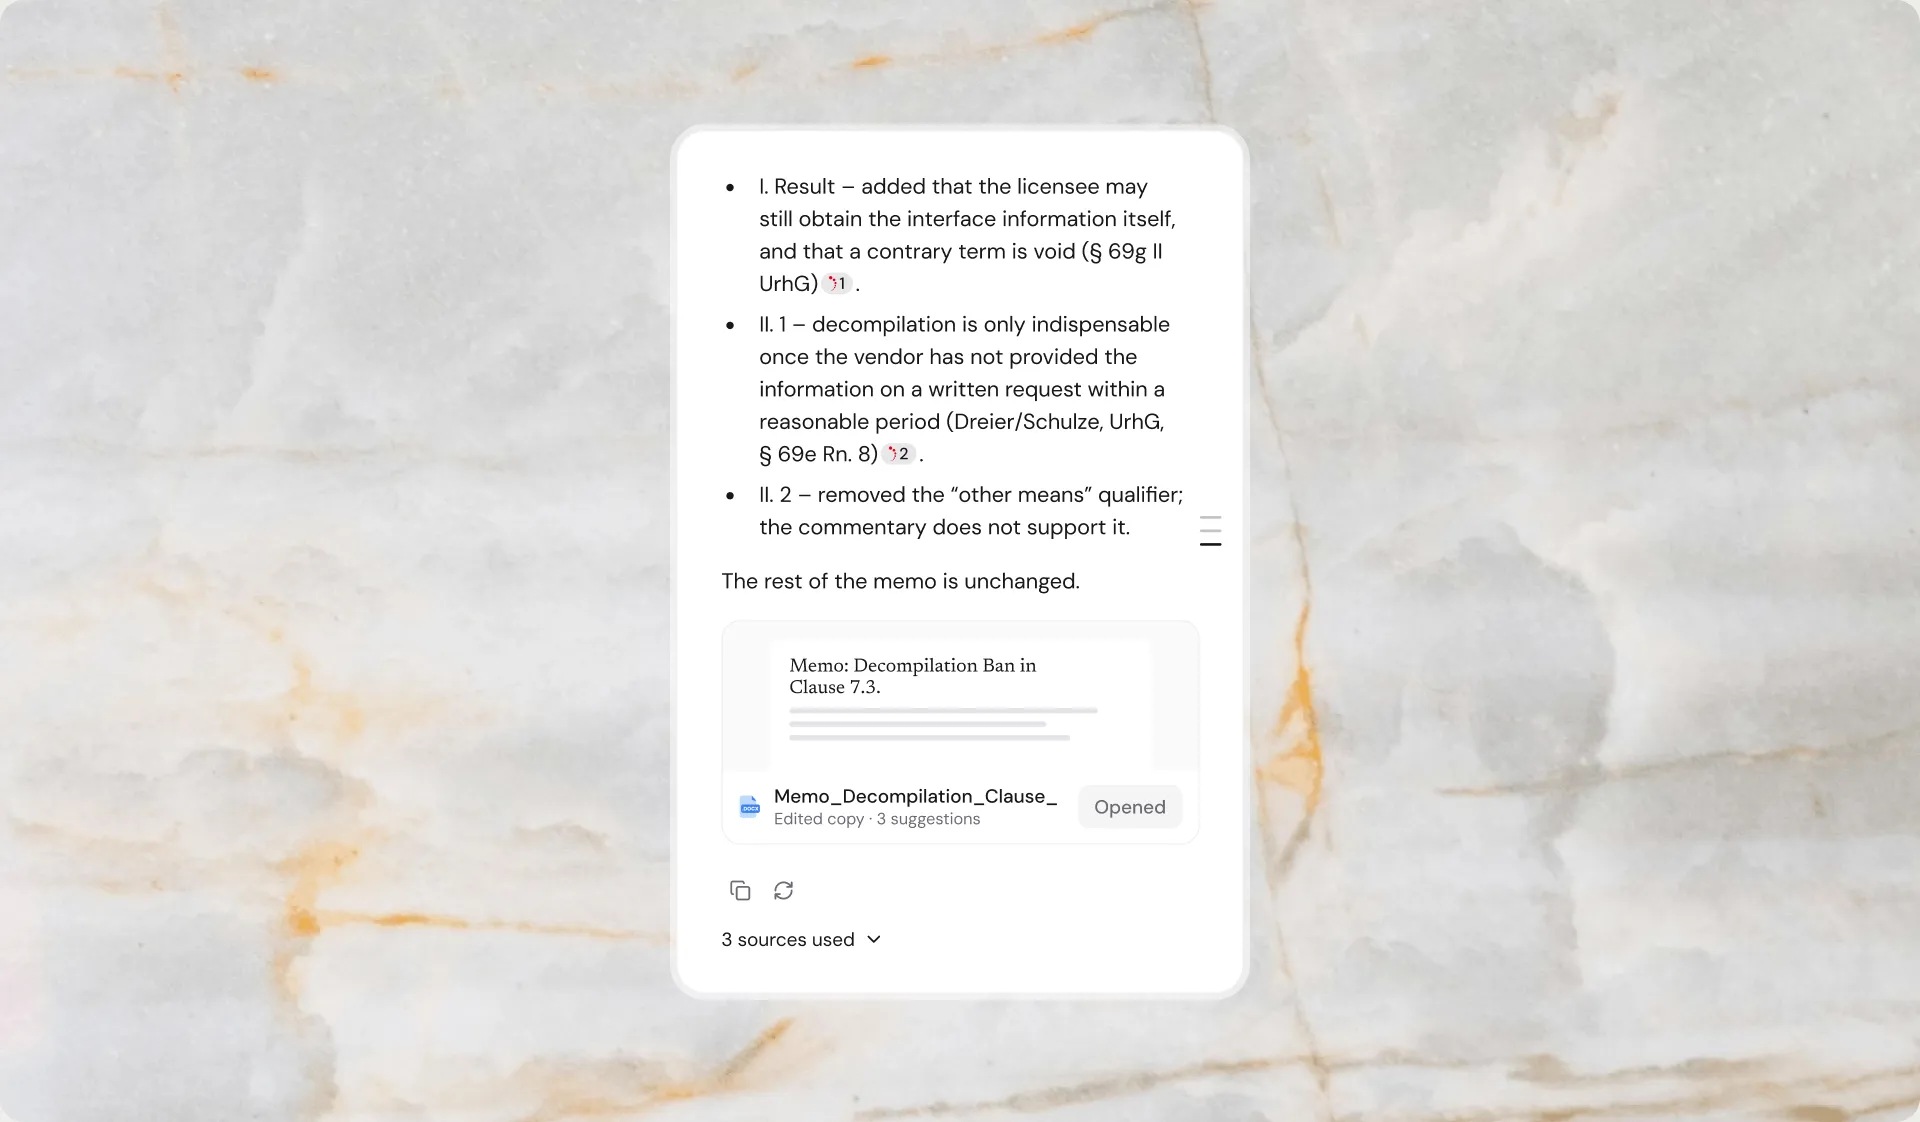 • I. Result – added that the licensee may
still obtain the interface information itself,
and that a contrary term is void (§ 69g II
UrhG) 1 .
• II. 1 – decompilation is only indispensable
once the vendor has not provided the
information on a written request within a
reasonable period (Dreier/Schulze, UrhG,
§ 69e Rn. 8) 2 .
• II. 2 – removed the “other means” qualifier;
the commentary does not support it.
The rest of the memo is unchanged.
Memo: Decompilation Ban in
Clause 7.3.
DOCX
Memo_Decompilation_Clause_
Edited copy · 3 suggestions
Opened
3 sources used